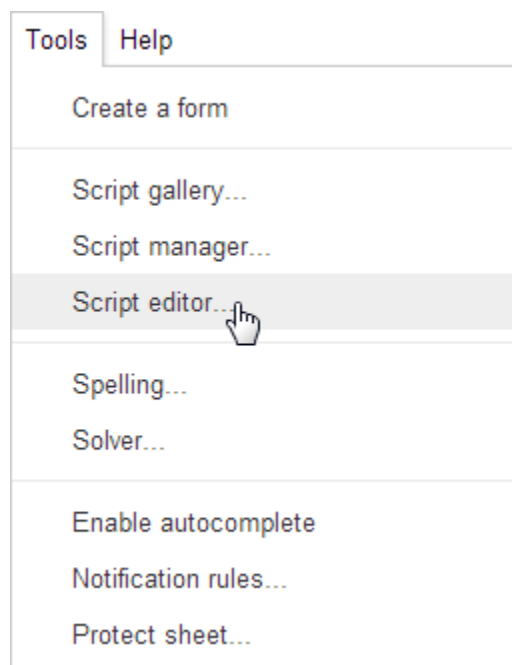 Tools Help
Create a form
Script gallery...
Script manager...
Script editor...
Spelling...
Solver...
Enable autocomplete
Notification rules...
Protect sheet...